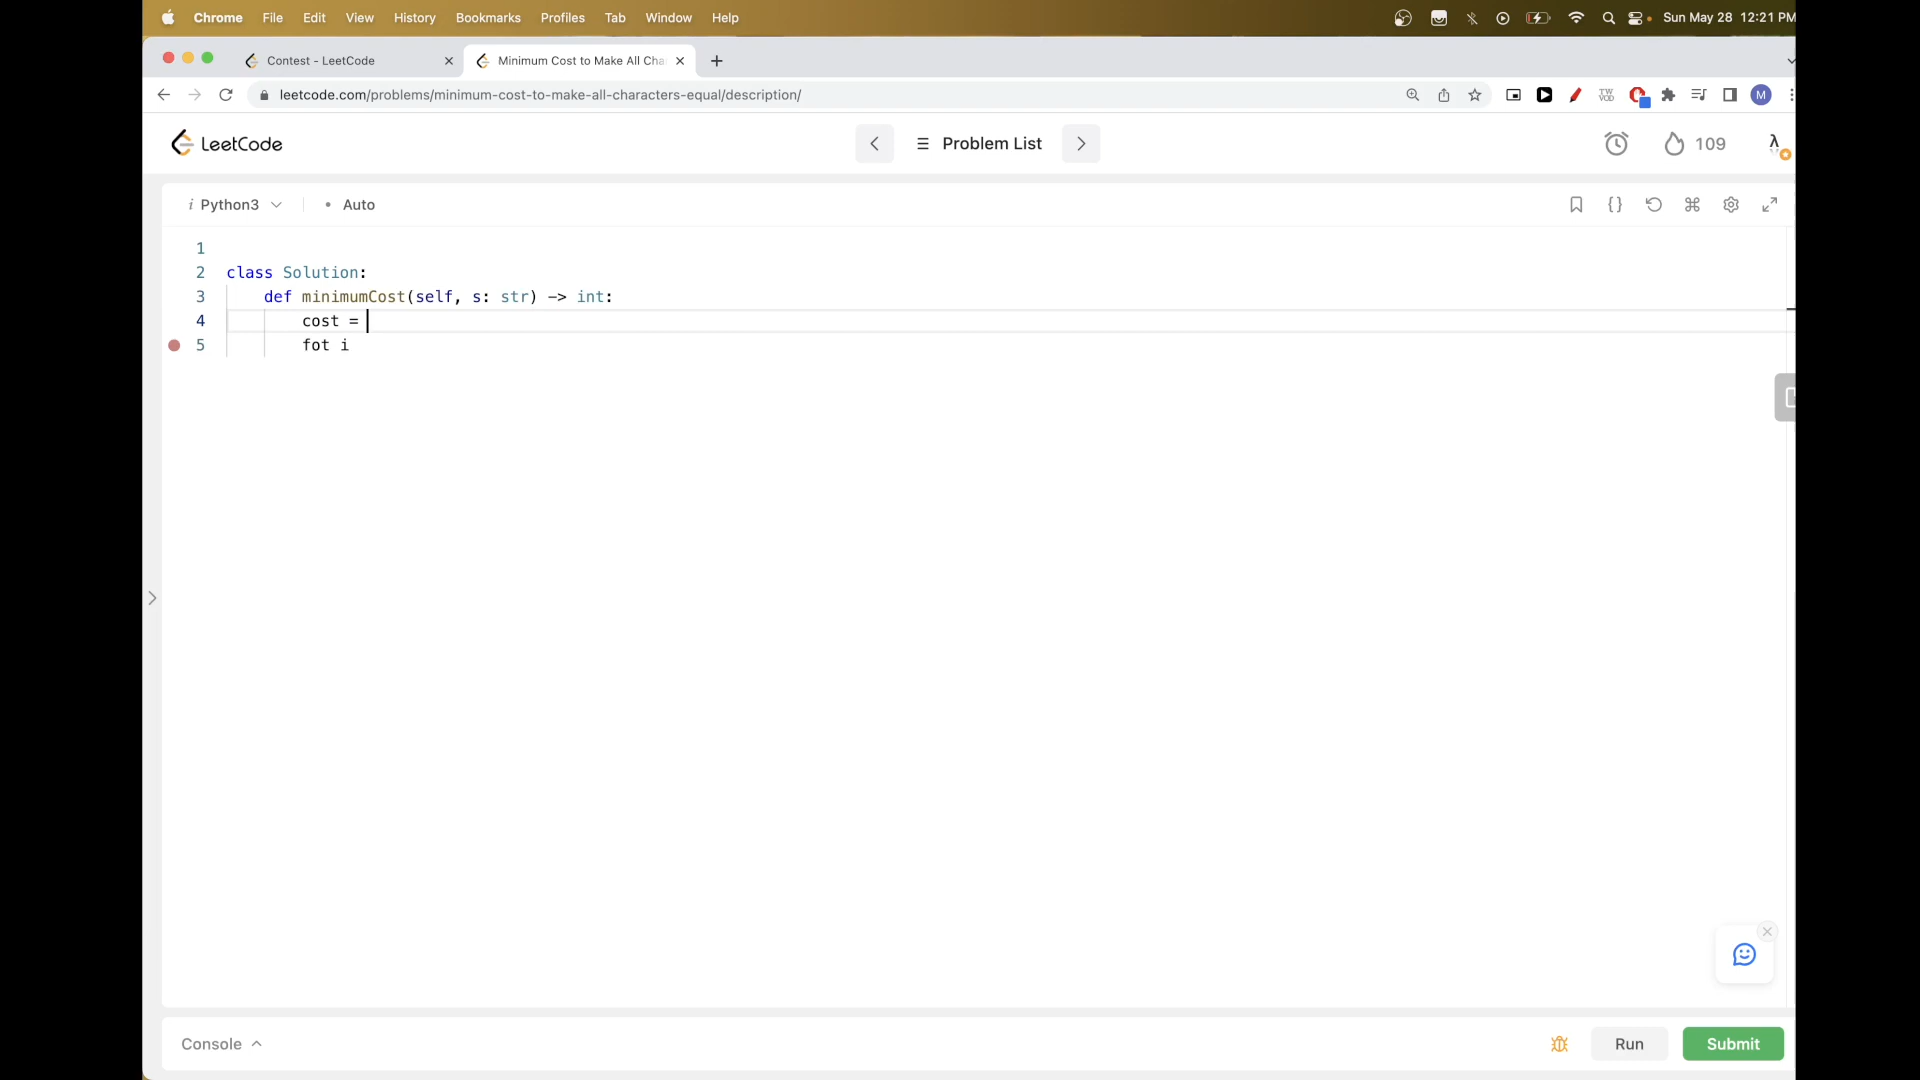 Chrome File Edit View History Bookmarks Profiles Tab Window Help Sun May 28 12:21 PM
Contest - LeetCode Minimum Cost to Make All Cha
leetcode.com/problems/minimum-cost-to-make-all-characters-equal/description/ M
LeetCode Problem List 109
i Python3 • Auto
1
2 class Solution:
3 def minimumCost(self, s: str) -> int:
4 cost =
5 fot i
Console Run Submit